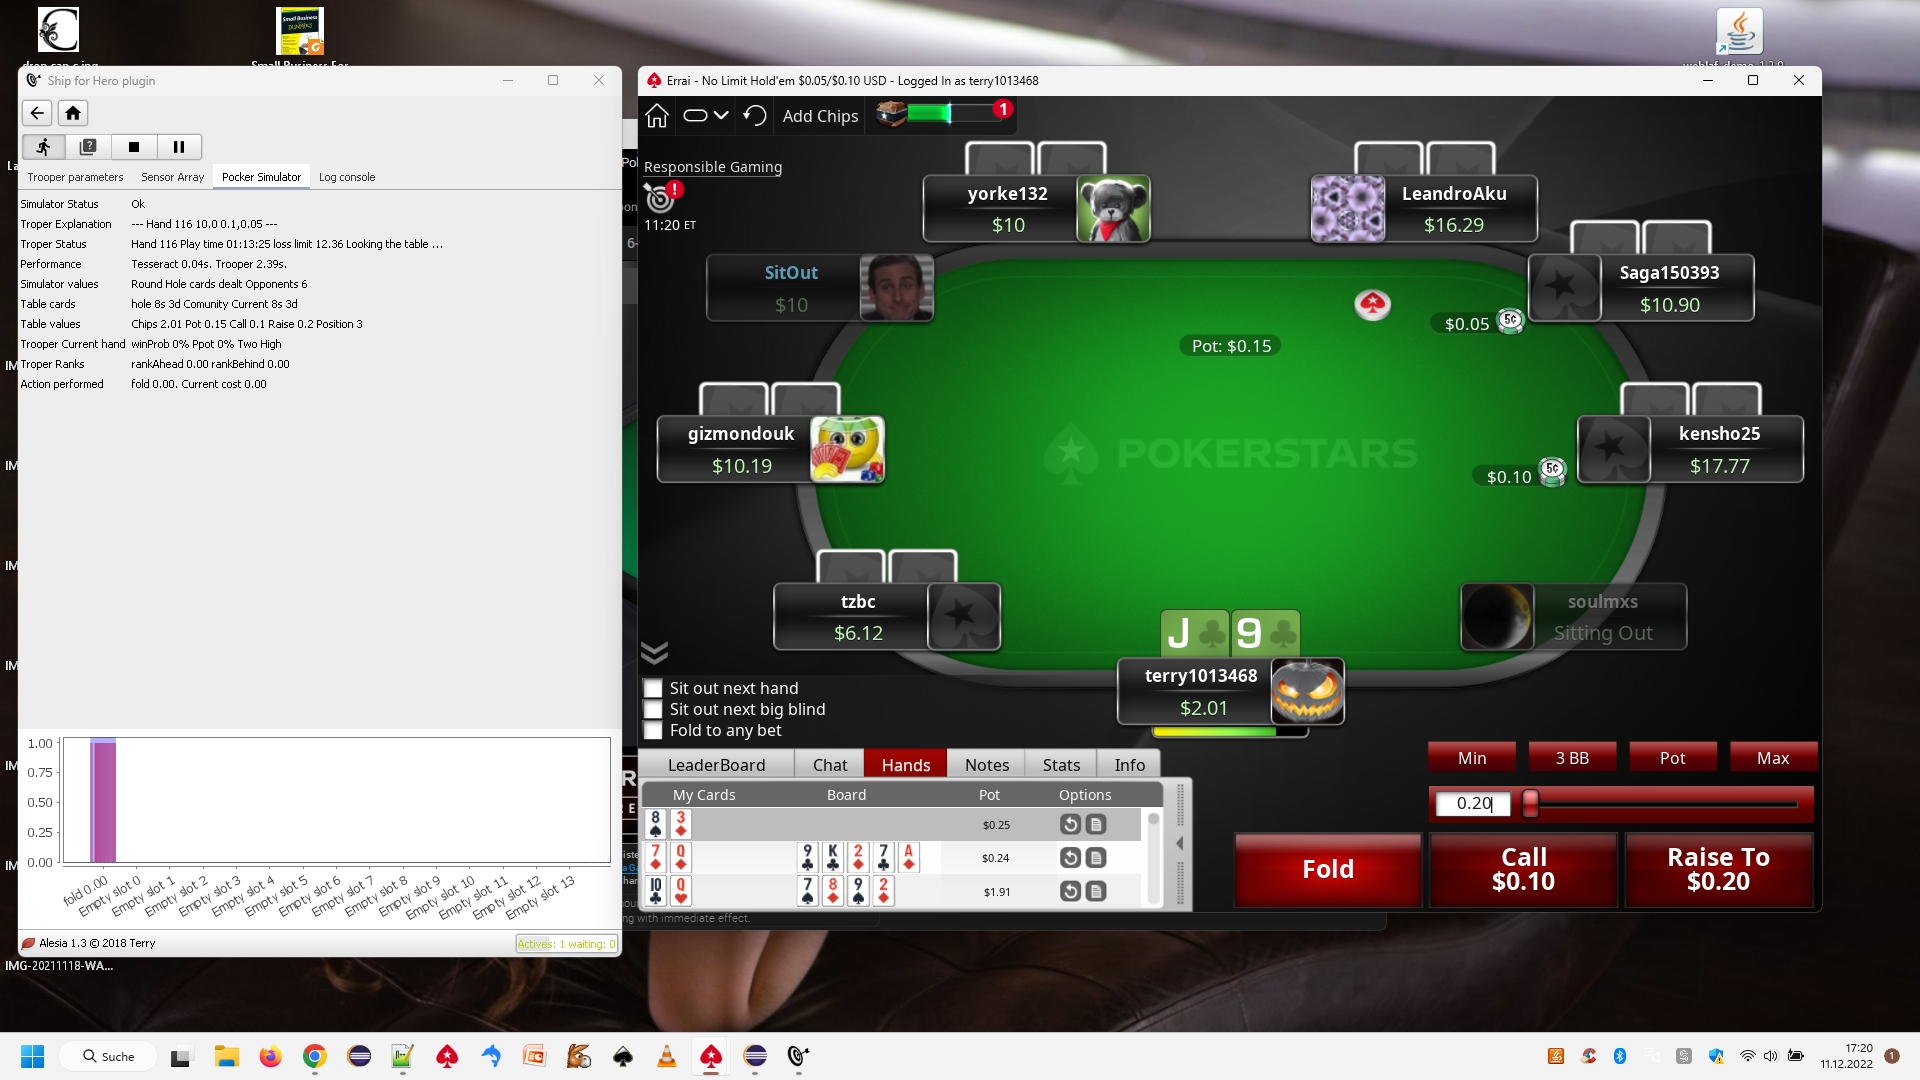 Ship for Hero plugin
Trooper parameters
Sensor Array
Pocker Simulator
Log console
Simulator Status Ok
Troper Explanation --- Hand 116 10.0 0.1,0.05 ---
Troper Status Hand 116 Play time 01:13:25 loss limit 12.36 Looking the table ...
Performance Tesseract 0.04s. Trooper 2.39s.
Simulator values Round Hole cards dealt Opponents 6
Table cards hole 8s 3d Comunity Current 8s 3d
Table values Chips 2.01 Pot 0.15 Call 0.1 Raise 0.2 Position 3
Trooper Current hand winProb 0% Ppot 0% Two High
Troper Ranks rankAhead 0.00 rankBehind 0.00
Action performed fold 0.00. Current cost 0.00
1.00
0.75
0.50
0.25
0.00
fold 0.00
Empty slot 0
Empty slot 1
Empty slot 2
Empty slot 3
Empty slot 4
Empty slot 5
Empty slot 6
Empty slot 7
Empty slot 8
Empty slot 9
Empty slot 10
Empty slot 11
Empty slot 12
Empty slot 13
Alesia 1.3 © 2018 Terry
Actives: 1 waiting: 0
IMG-20211118-WA...
Errai - No Limit Hold'em $0.05/$0.10 USD - Logged In as terry1013468
Add Chips
1
Responsible Gaming
11:20 ET
yorke132
$10
LeandroAku
$16.29
SitOut
$10
Saga150393
$10.90
$0.05
5¢
Pot: $0.15
gizmondouk
$10.19
POKERSTARS
kensho25
$17.77
$0.10
5¢
tzbc
$6.12
J 9
soulmxs
Sitting Out
terry1013468
$2.01
Sit out next hand
Sit out next big blind
Fold to any bet
LeaderBoard
Chat
Hands
Notes
Stats
Info
My Cards Board Pot Options
8 3 $0.25
7 Q 9 K 2 7 A $0.24
10 Q 7 8 9 2 $1.91
Min
3 BB
Pot
Max
0.20
Fold
Call
$0.10
Raise To
$0.20
ng with immediate effect.
Suche
17:20
11.12.2022
1